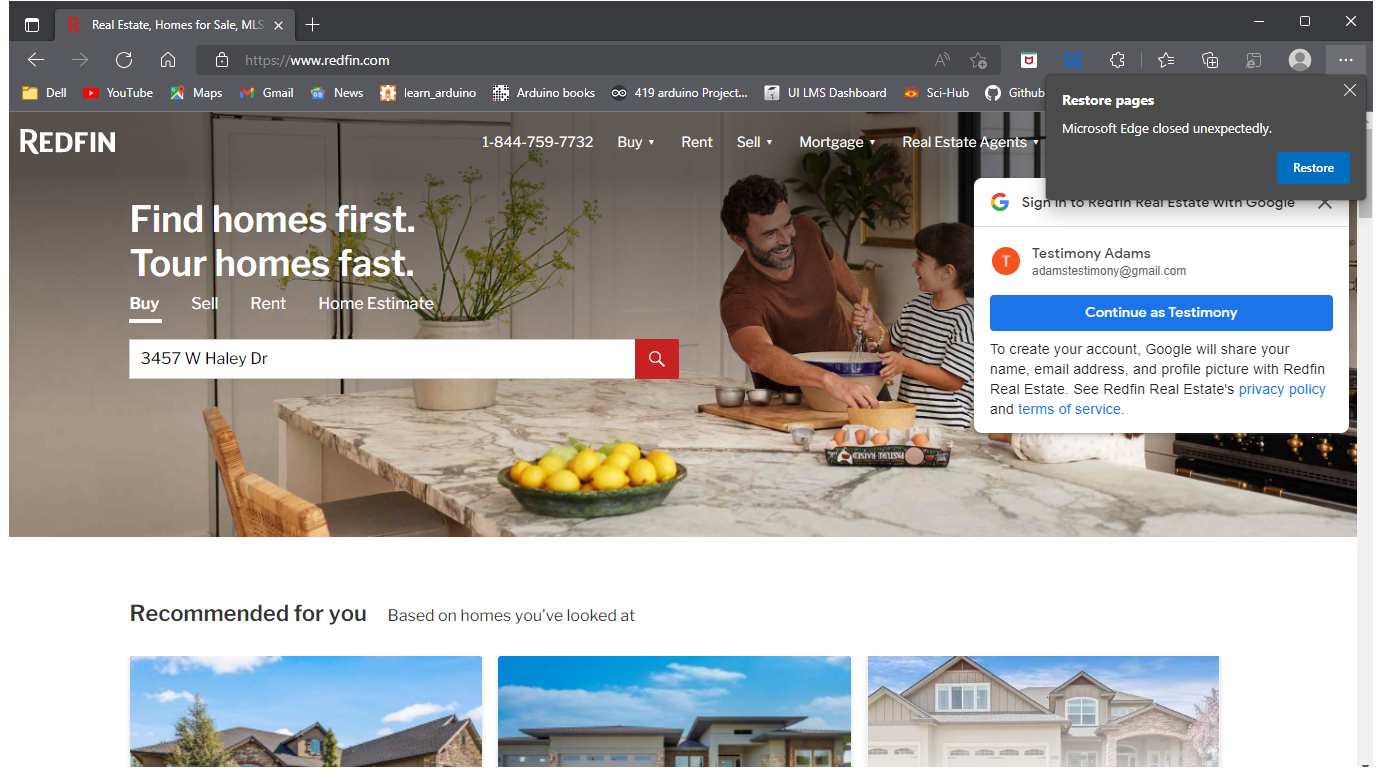 Real Estate, Homes for Sale, MLS
https://www.redfin.com
Dell
YouTube
Maps
Gmail
News
learn_arduino
Arduino books
419 arduino Project...
UI LMS Dashboard
Sci-Hub
Github
Restore pages
Microsoft Edge closed unexpectedly.
Restore
REDFIN
1-844-759-7732
Buy
Rent
Sell
Mortgage
Real Estate Agents
Find homes first.
Tour homes fast.
Buy
Sell
Rent
Home Estimate
3457 W Haley Dr
Sign in to Redfin Real Estate with Google
T
Testimony Adams
adamstestimony@gmail.com
Continue as Testimony
To create your account, Google will share your
name, email address, and profile picture with Redfin
Real Estate. See Redfin Real Estate's privacy policy
and terms of service.
PASTURE-RAISED
Recommended for you
Based on homes you've looked at